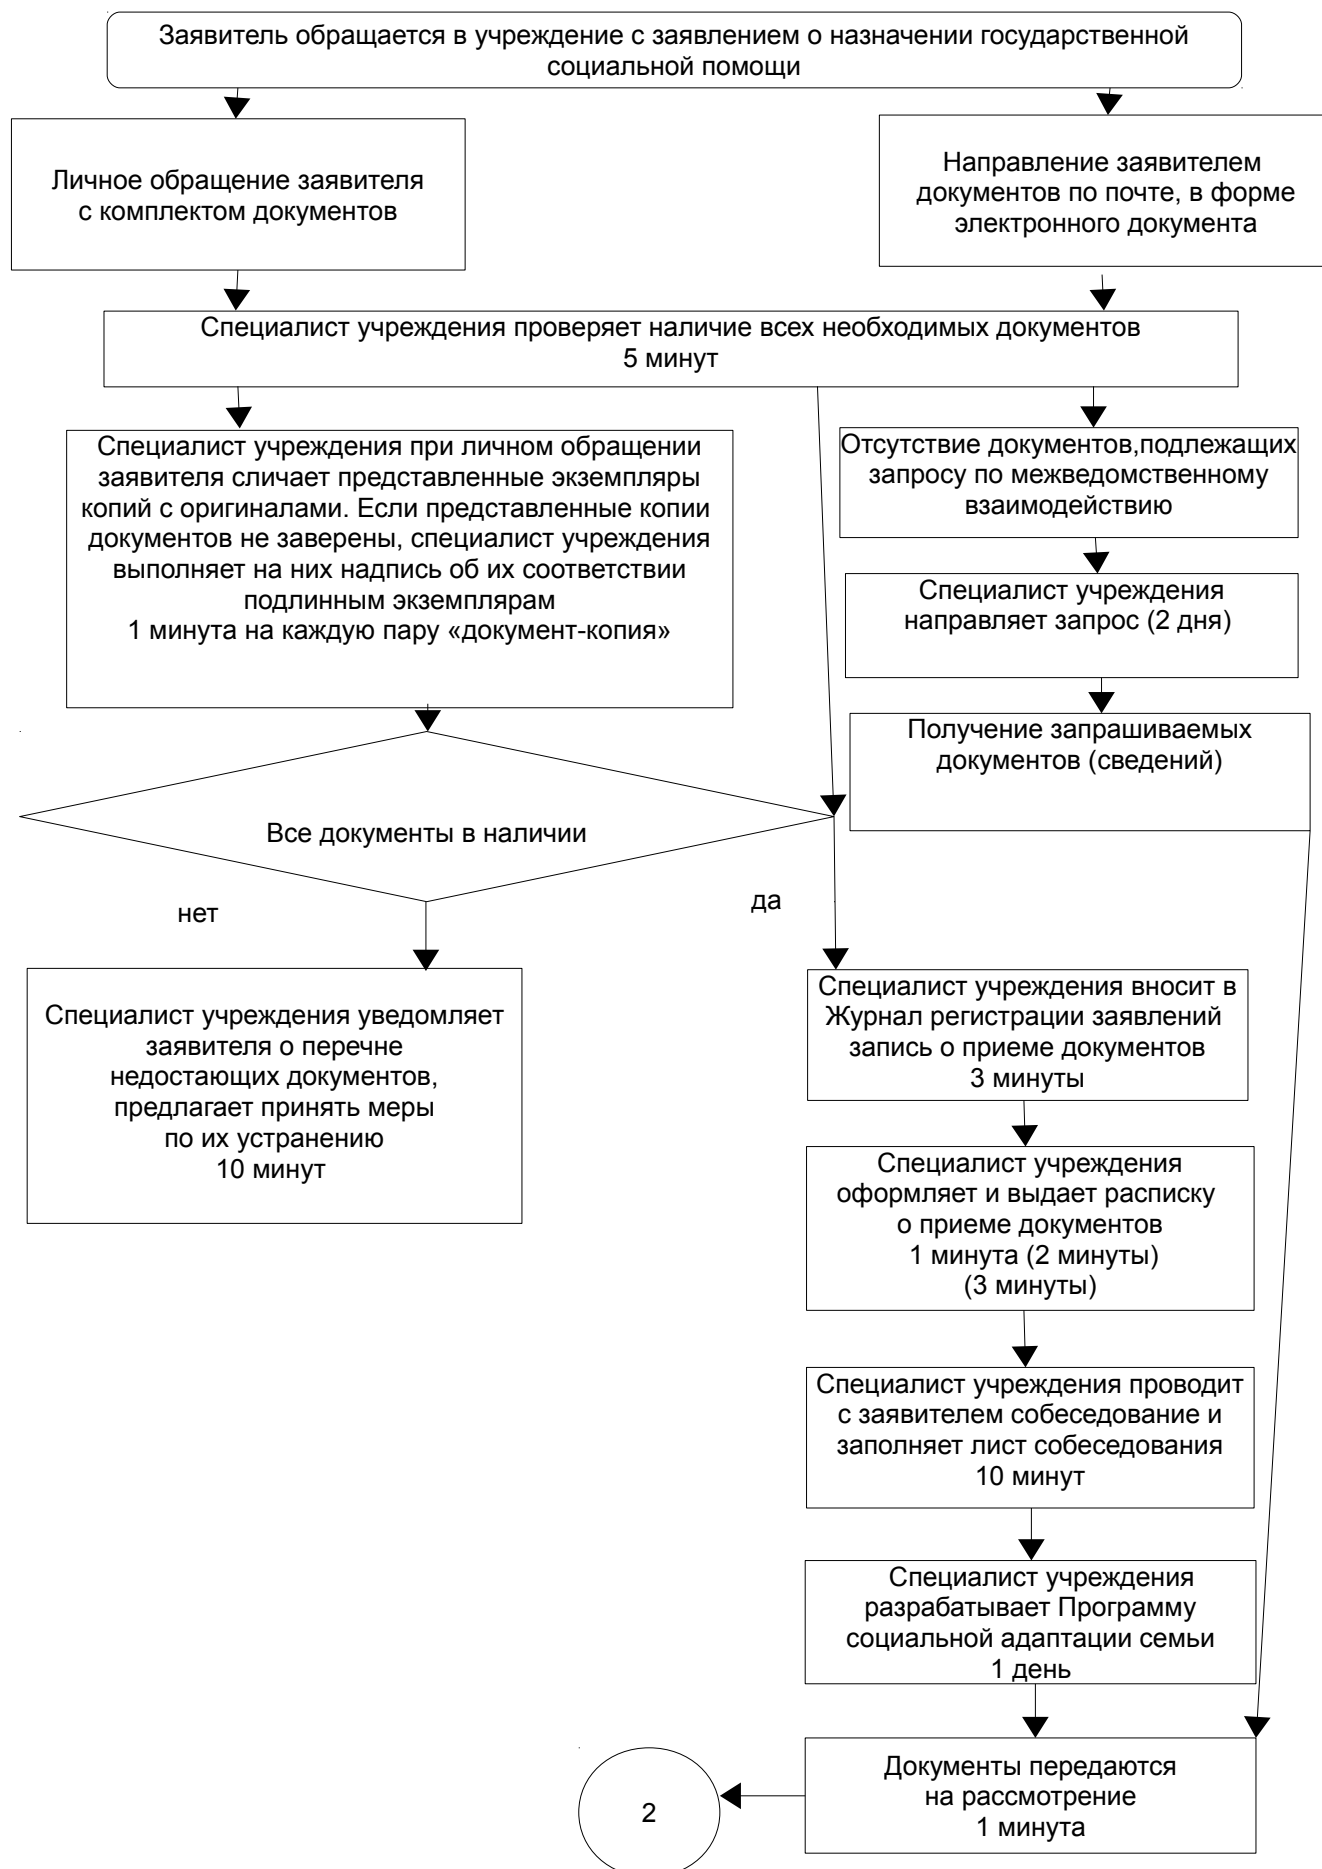 Заявитель обращается в учреждение с заявлением о назначении государственной
социальной помощи
Личное обращение заявителя
с комплектом документов
Направление заявителем
документов по почте, в форме
электронного документа
Специалист учреждения проверяет наличие всех необходимых документов
5 минут
Специалист учреждения при личном обращении
заявителя сличает представленные экземпляры
копий с оригиналами. Если представленные копии
документов не заверены, специалист учреждения
выполняет на них надпись об их соответствии
подлинным экземплярам
1 минута на каждую пару «документ-копия»
Отсутствие документов,подлежащих
запросу по межведомственному
взаимодействию
Специалист учреждения
направляет запрос (2 дня)
Получение запрашиваемых
документов (сведений)
Все документы в наличии
нет
да
Специалист учреждения уведомляет
заявителя о перечне
недостающих документов,
предлагает принять меры
по их устранению
10 минут
Специалист учреждения вносит в
Журнал регистрации заявлений
запись о приеме документов
3 минуты
Специалист учреждения
оформляет и выдает расписку
о приеме документов
1 минута (2 минуты)
(3 минуты)
Специалист учреждения проводит
с заявителем собеседование и
заполняет лист собеседования
10 минут
Специалист учреждения
разрабатывает Программу
социальной адаптации семьи
1 день
Документы передаются
на рассмотрение
1 минута
2